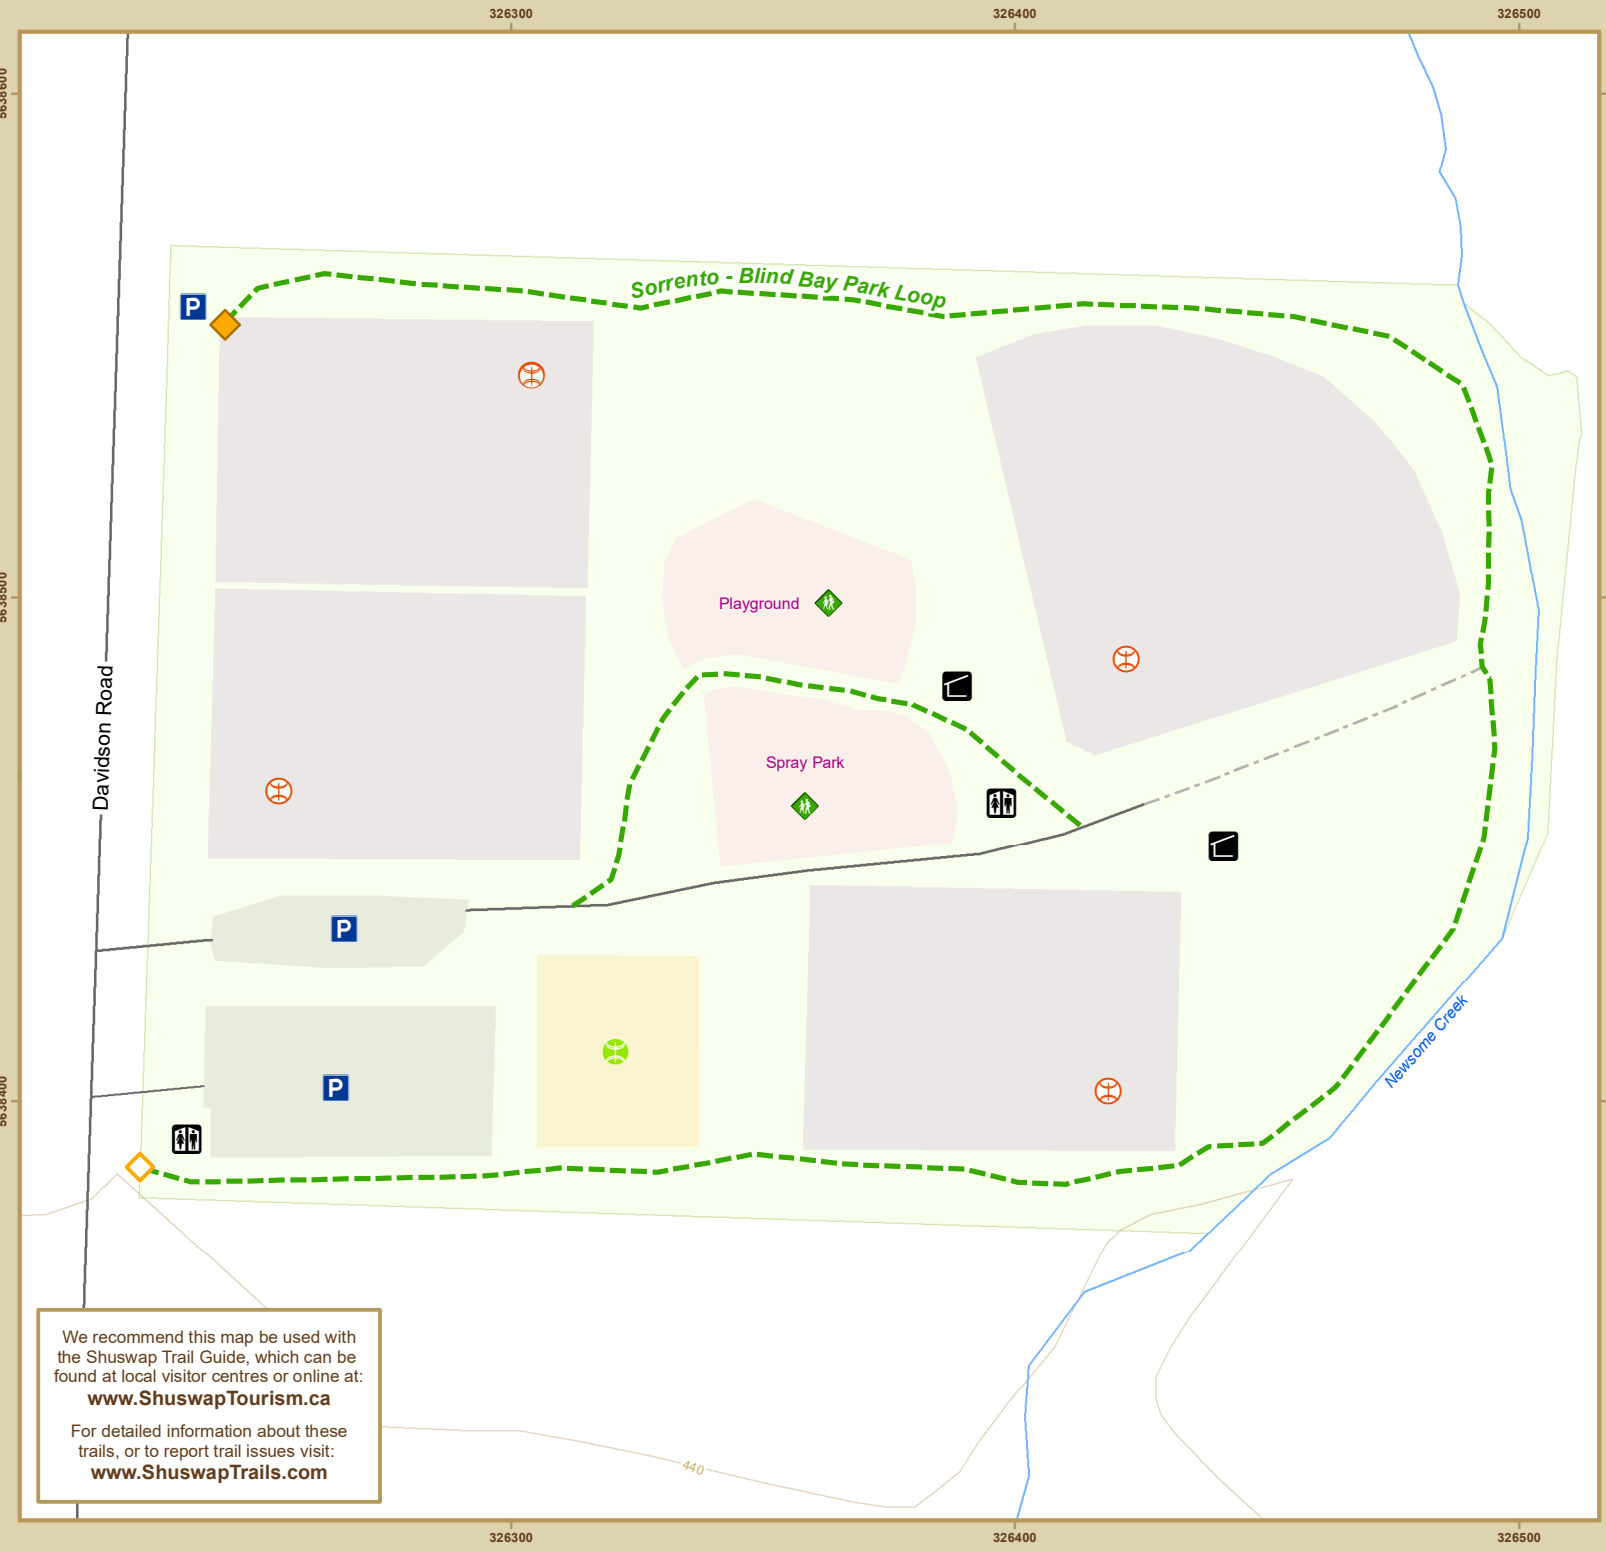 326300
326400
326500
5638600
Sorrento - Blind Bay Park Loop
P
5638500
Playground
Davidson Road
Spray Park
P
Newsome Creek
5638400
P
We recommend this map be used with
the Shuswap Trail Guide, which can be
found at local visitor centres or online at:
www.ShuswapTourism.ca
For detailed information about these
trails, or to report trail issues visit:
www.ShuswapTrails.com
440
326300
326400
326500